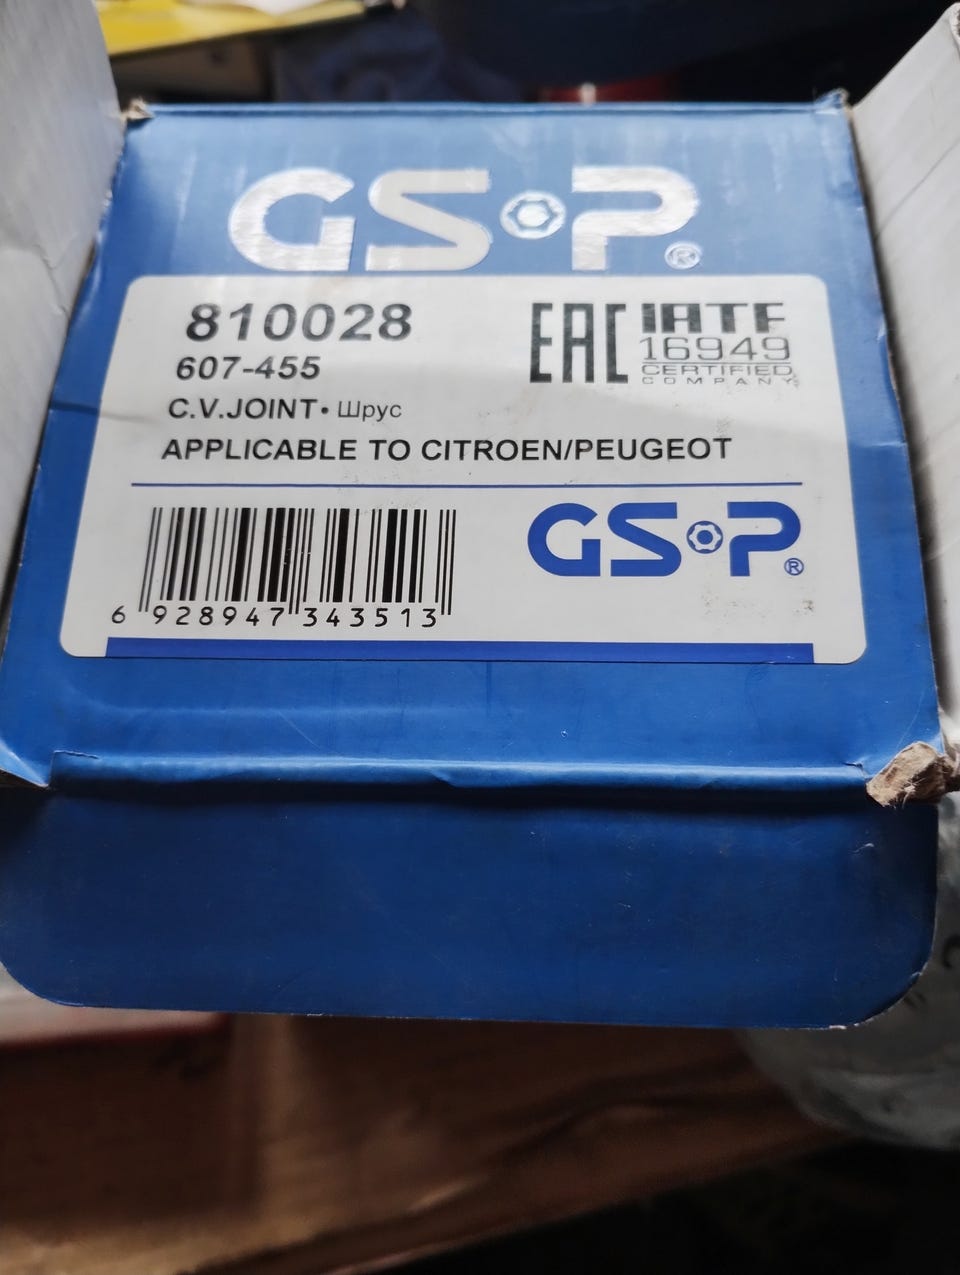 GSP®
810028
607-455
C.V.JOINT• Шрус
APPLICABLE TO CITROEN/PEUGEOT
EAC
IATF
16949
CERTIFIED
COMPANY
GSP®
6 928947 343513